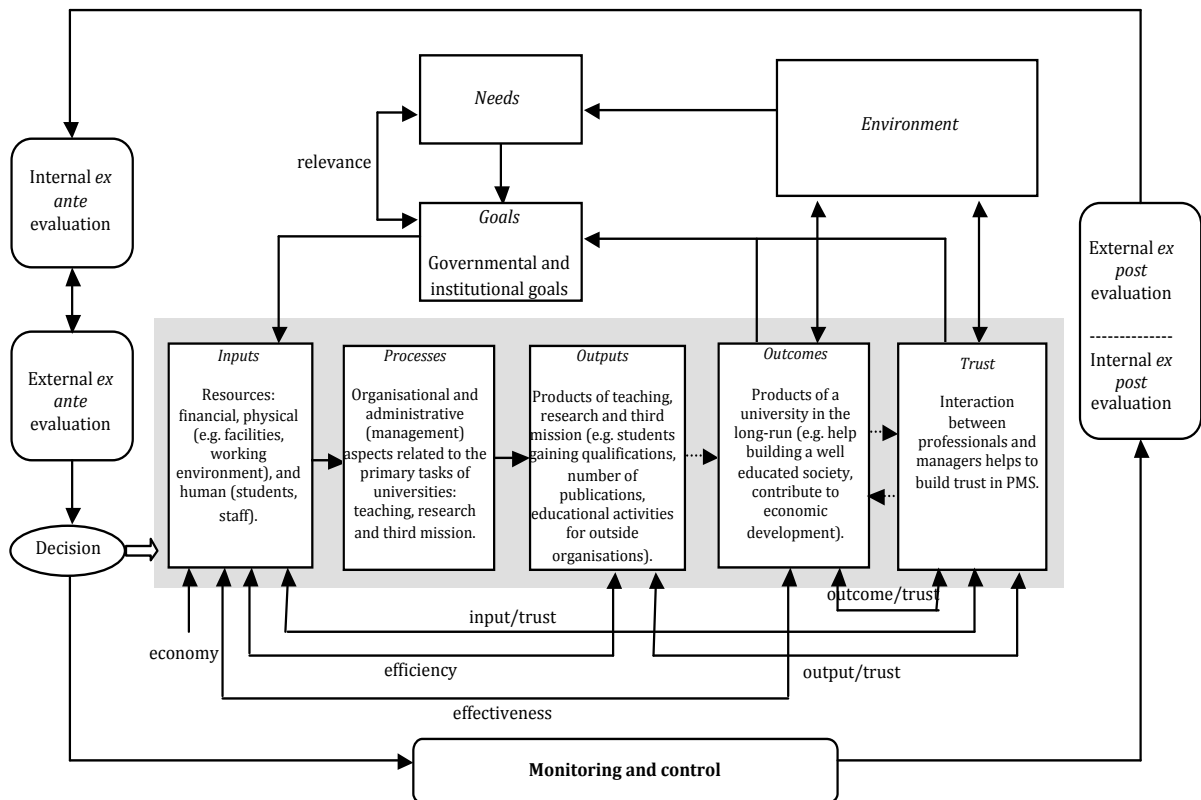 Needs
Environment
relevance
Internal ex
ante
evaluation
Goals
Governmental and
institutional goals
External ex
post
evaluation
--------------
Internal ex
post
evaluation
External ex
ante
evaluation
Inputs
Resources:
financial, physical
(e.g. facilities,
working
environment), and
human (students,
staff).
Processes
Organisational and
administrative
(management)
aspects related to the
primary tasks of
universities:
teaching, research
and third mission.
Outputs
Products of teaching,
research and third
mission (e.g. students
gaining qualifications,
number of
publications,
educational activities
for outside
organisations).
Outcomes
Products of a
university in the
long-run (e.g. help
building a well
educated society,
contribute to
economic
development).
Trust
Interaction
between
professionals and
managers helps to
build trust in PMS.
Decision
outcome/trust
input/trust
economy
efficiency
output/trust
effectiveness
Monitoring and control